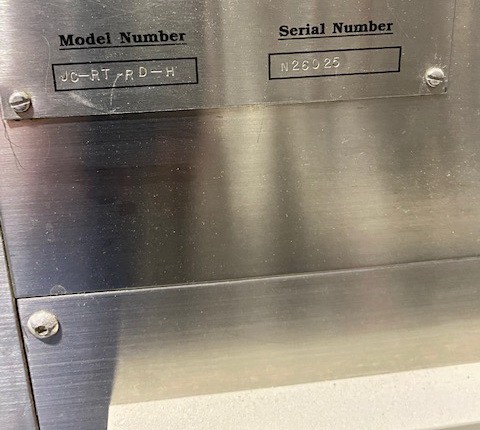 Model Number
Serial Number
JC-RT-RD-H
N26025